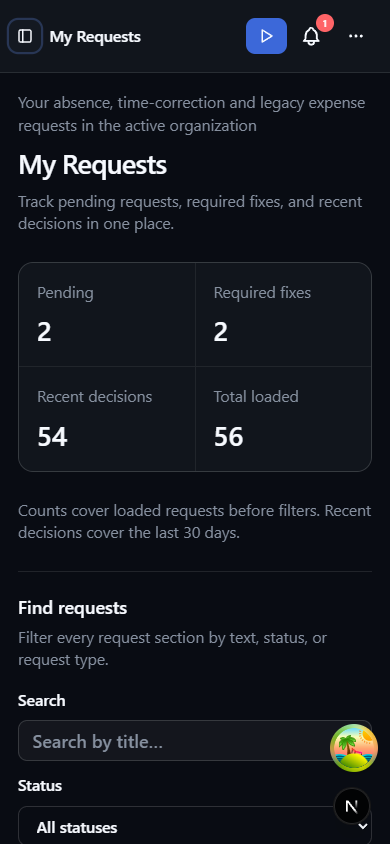 My Requests
1
Your absence, time-correction and legacy expense
requests in the active organization
My Requests
Track pending requests, required fixes, and recent
decisions in one place.
Pending
2
Required fixes
2
Recent decisions
54
Total loaded
56
Counts cover loaded requests before filters. Recent
decisions cover the last 30 days.
Find requests
Filter every request section by text, status, or
request type.
Search
Search by title...
Status
N
All statuses